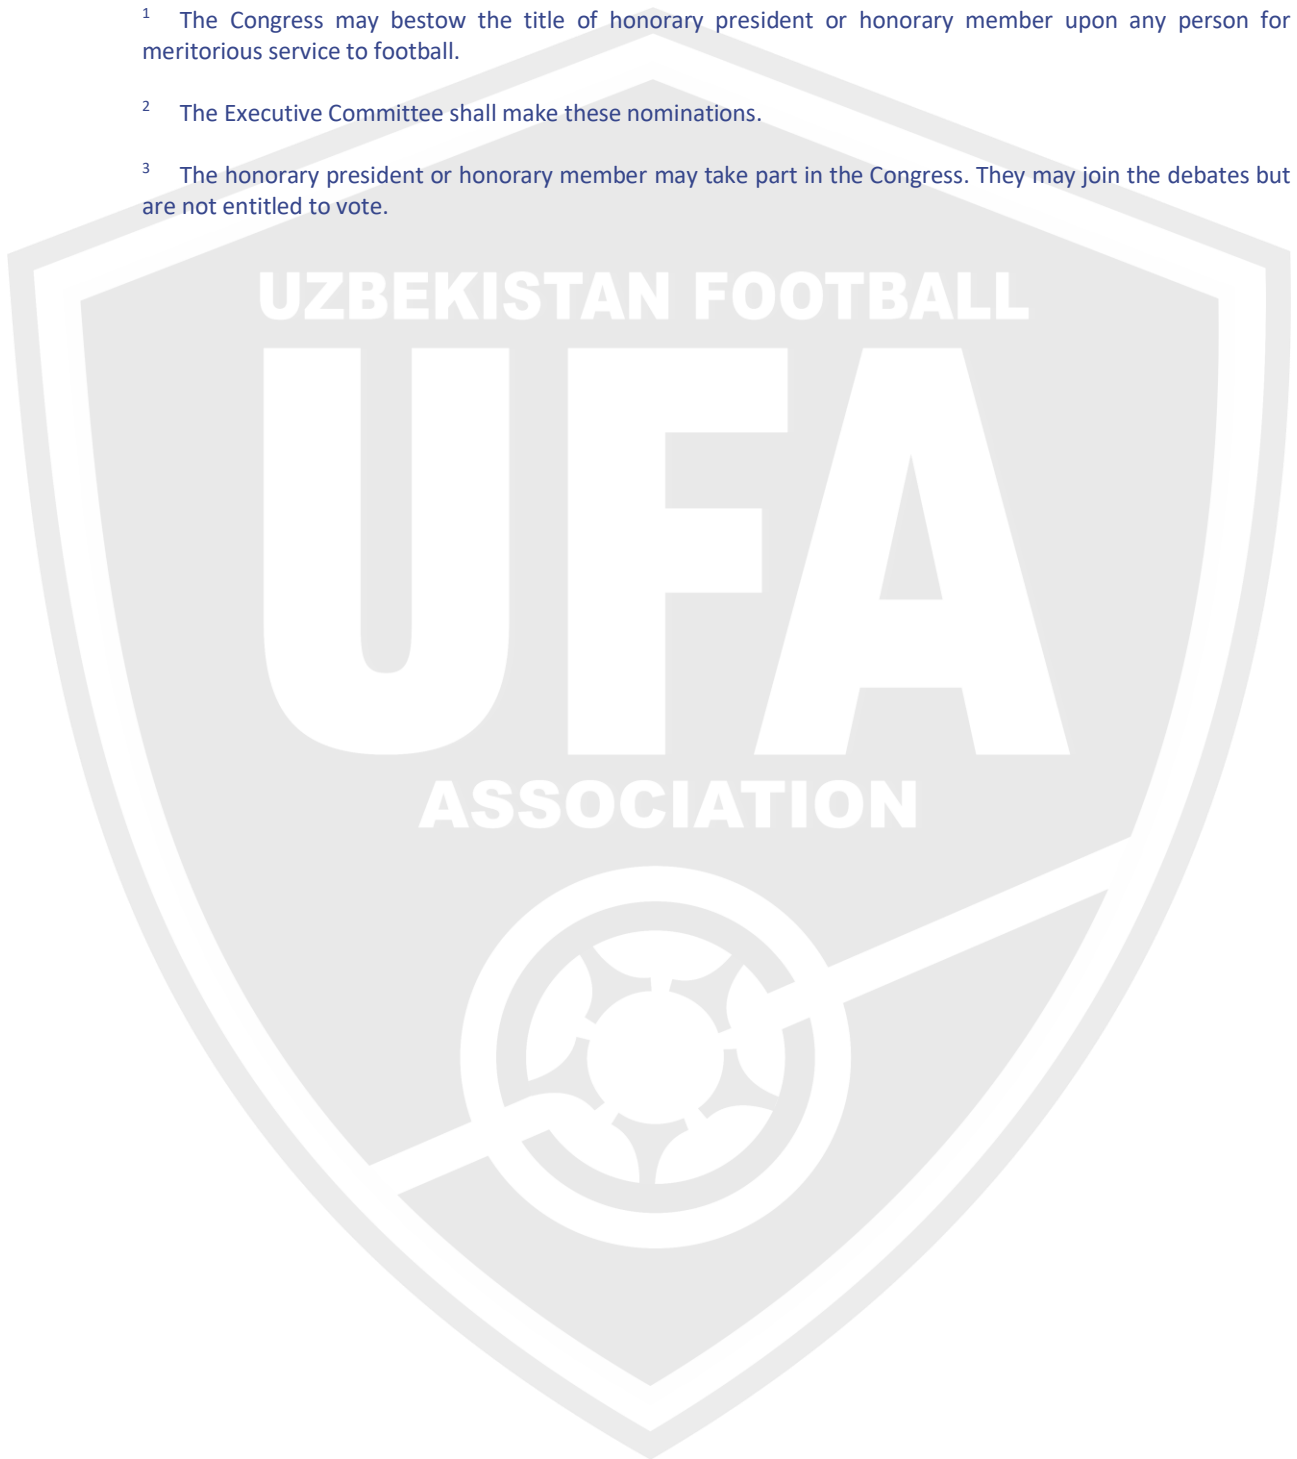 1 The Congress may bestow the title of honorary president or honorary member upon any person for
meritorious service to football.
2 The Executive Committee shall make these nominations.
3 The honorary president or honorary member may take part in the Congress. They may join the debates but
are not entitled to vote.
UZBEKISTAN FOOTBALL
UFA
ASSOCIATION